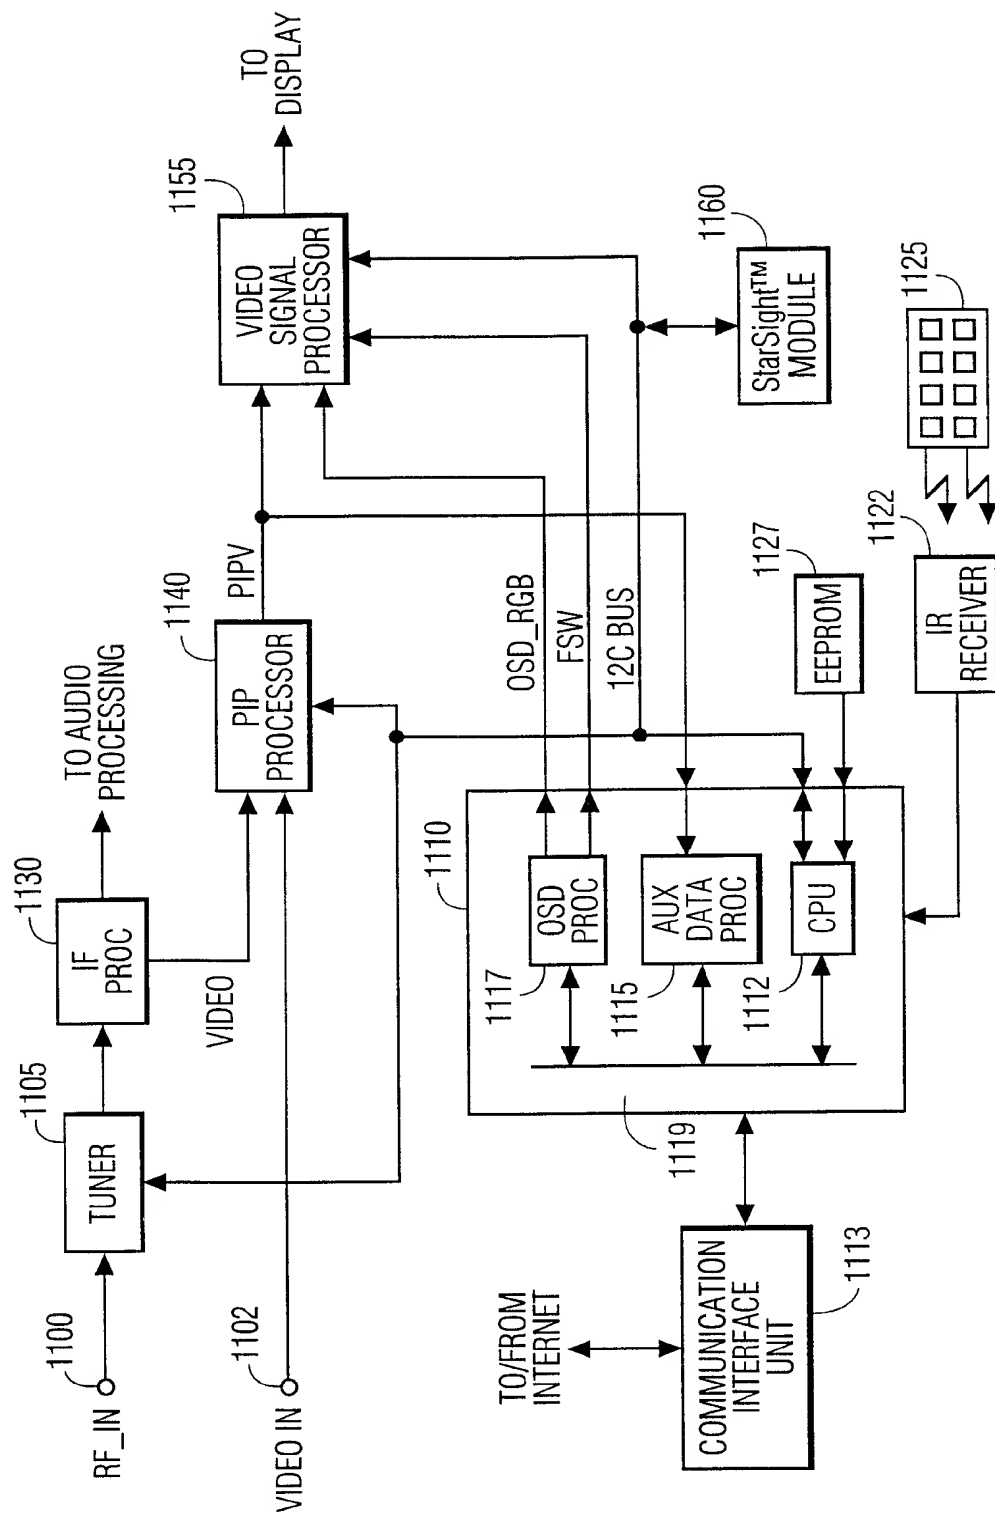 RF_IN
1100
TUNER
1105
IF
PROC
1130
TO AUDIO
PROCESSING
VIDEO
VIDEO IN
1102
PIP
PROCESSOR
1140
PIPV
VIDEO
SIGNAL
PROCESSOR
1155
TO
DISPLAY
OSD_RGB
FSW
12C BUS
1110
OSD
PROC
1117
AUX
DATA
PROC
1115
CPU
1112
1119
StarSight™
MODULE
1160
EEPROM
1127
IR
RECEIVER
1122
1125
TO/FROM
INTERNET
COMMUNICATION
INTERFACE
UNIT
1113